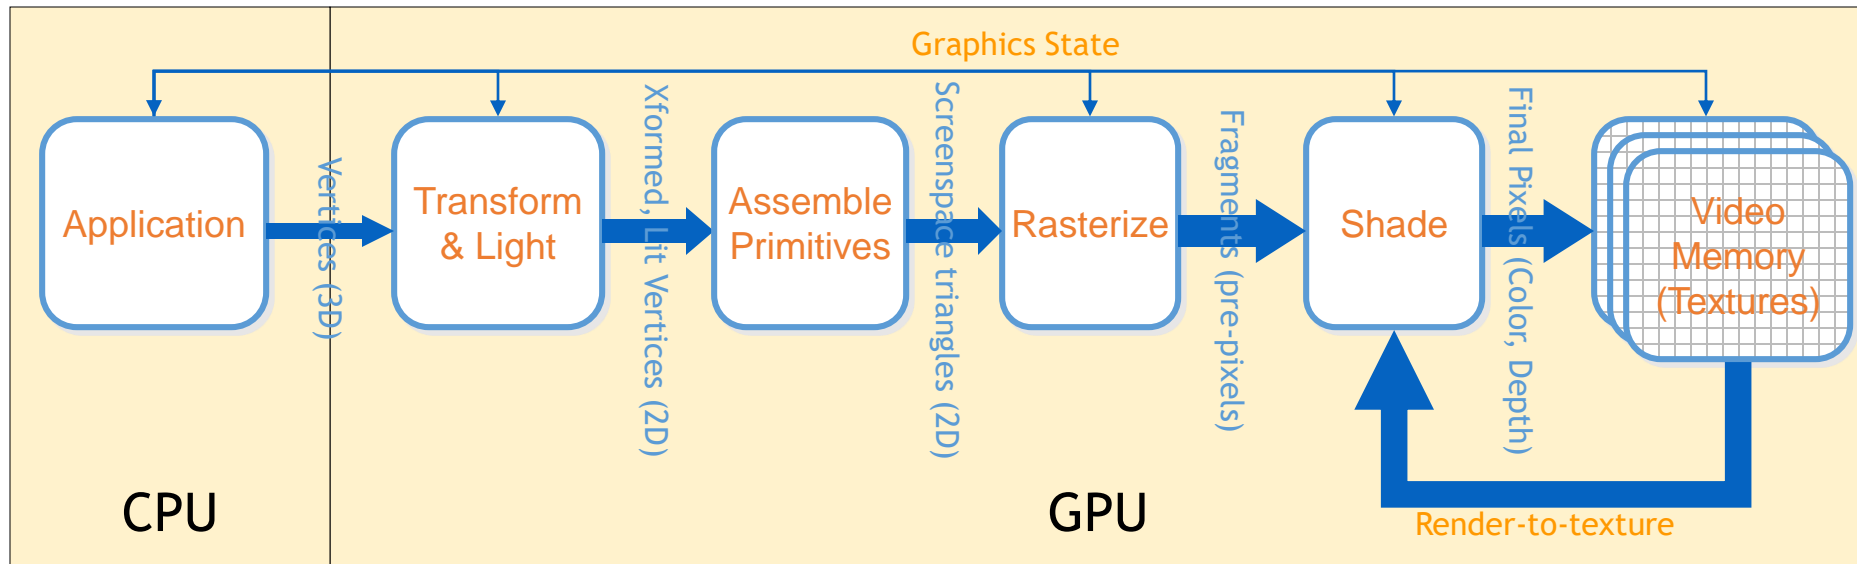 Graphics State
Application
Vertices (3D)
Transform
& Light
Xformed, Lit Vertices (2D)
Assemble
Primitives
Screenspace triangles (2D)
Rasterize
Fragments (pre-pixels)
Shade
Final Pixels (Color, Depth)
Video
Memory
(Textures)
CPU
GPU
Render-to-texture